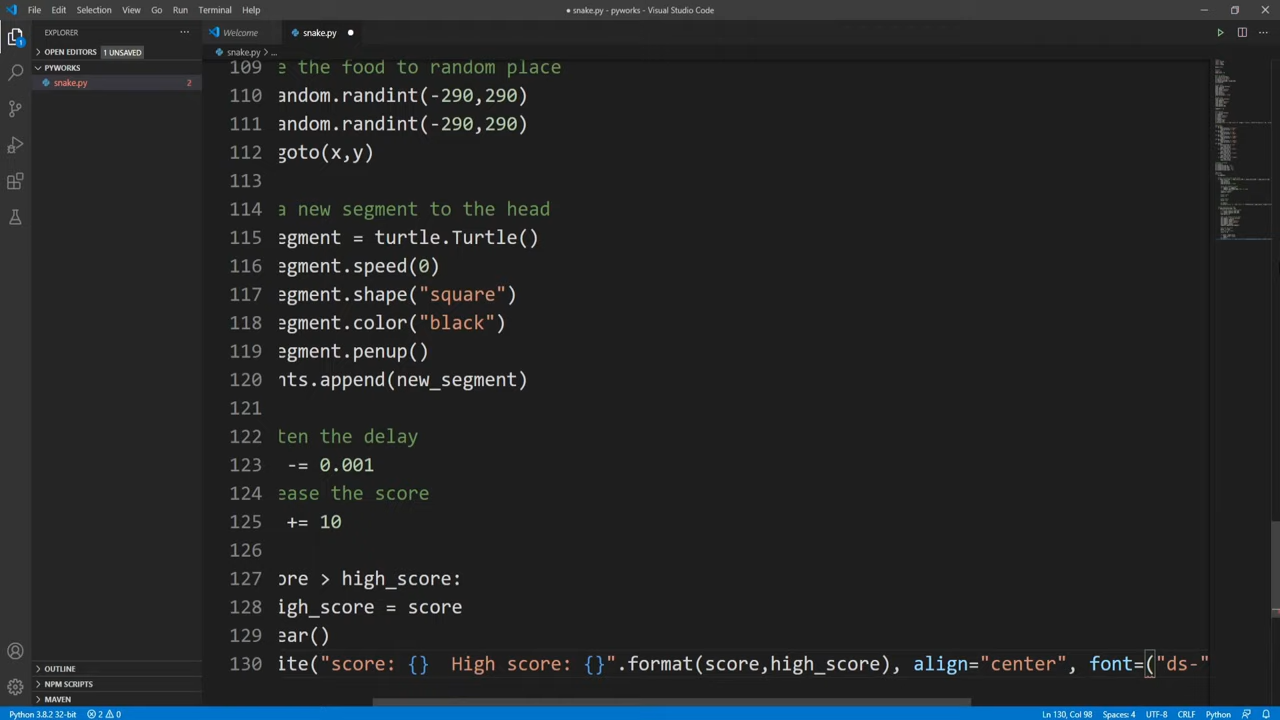 File Edit Selection View Go Run Terminal Help
● snake.py - pyworks - Visual Studio Code
EXPLORER
Welcome
snake.py
OPEN EDITORS 1 UNSAVED
snake.py > ...
PYWORKS
snake.py 2
109 e the food to random place
110 andom.randint(-290,290)
111 andom.randint(-290,290)
112 goto(x,y)
113
114 a new segment to the head
115 egment = turtle.Turtle()
116 egment.speed(0)
117 egment.shape("square")
118 egment.color("black")
119 egment.penup()
120 nts.append(new_segment)
121
122 ten the delay
123 -= 0.001
124 ease the score
125 += 10
126
127 ore > high_score:
128 igh_score = score
129 ear()
130 ite("score: {}  High score: {}".format(score,high_score), align="center", font=("ds-"
OUTLINE
NPM SCRIPTS
MAVEN
Python 3.8.2 32-bit 2 0 Ln 130, Col 98 Spaces: 4 UTF-8 CRLF Python